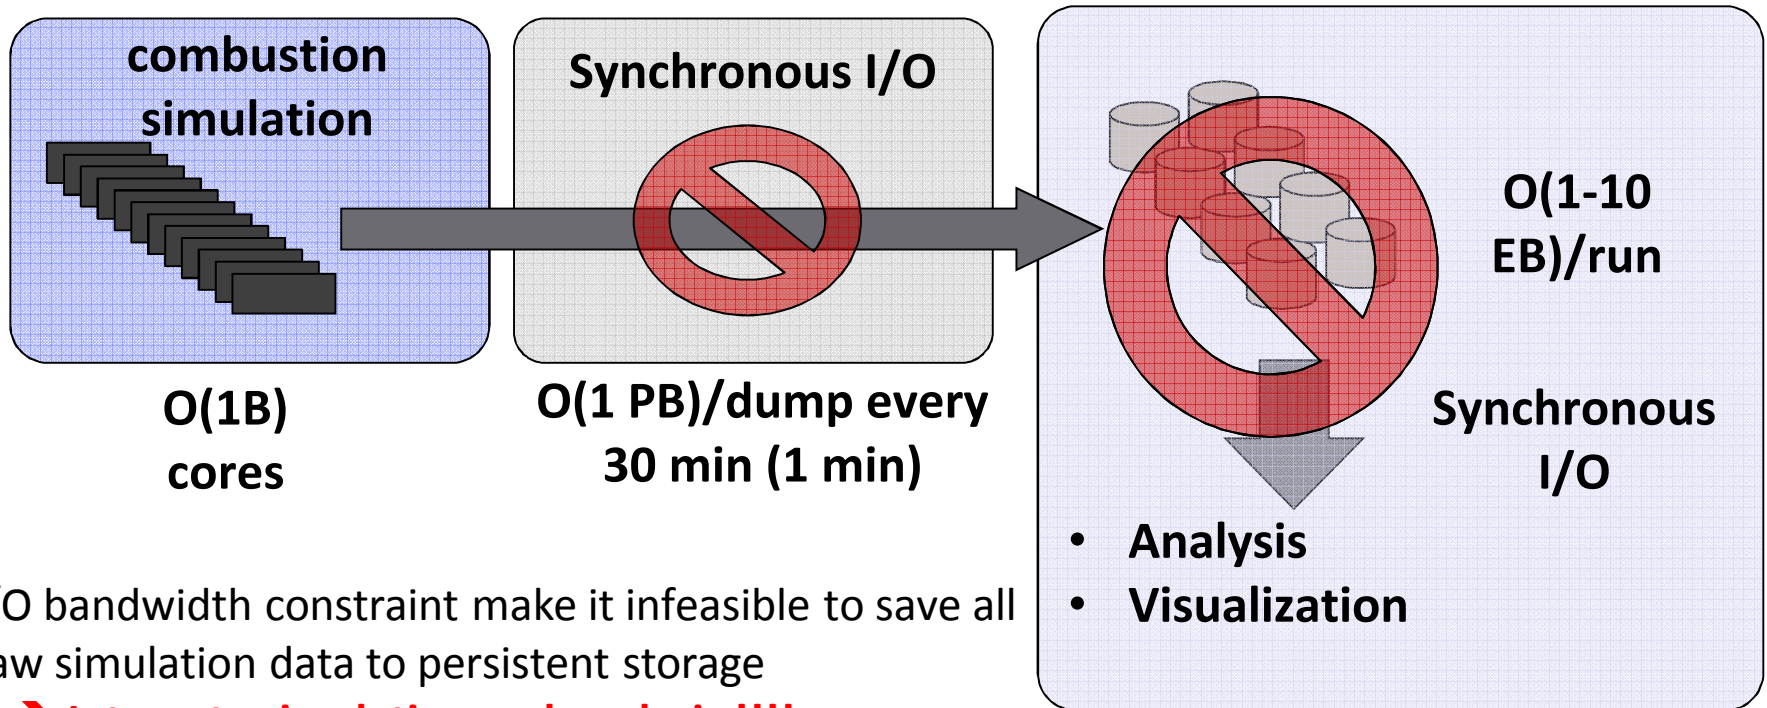 combustion
simulation
Synchronous I/O
O(1B)
cores
O(1 PB)/dump every
30 min (1 min)
O(1-10
EB)/run
Synchronous
I/O
• Analysis
• Visualization
/O bandwidth constraint make it infeasible to save all
aw simulation data to persistent storage